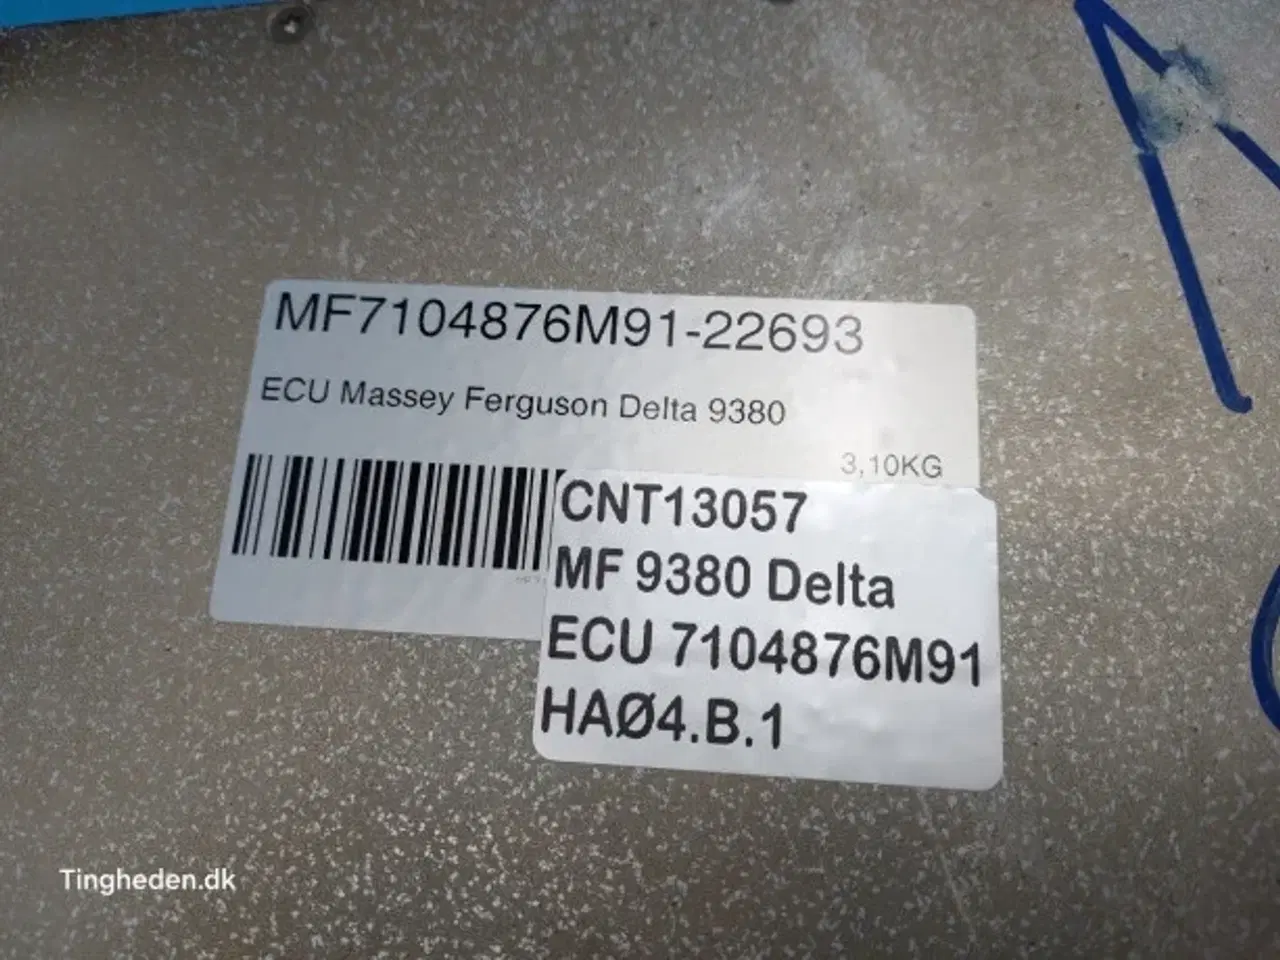 MF7104876M91-22693
ECU Massey Ferguson Delta 9380
3,10KG
CNT13057
MF 9380 Delta
ECU 7104876M91
HAØ4.B.1
Tingheden.dk